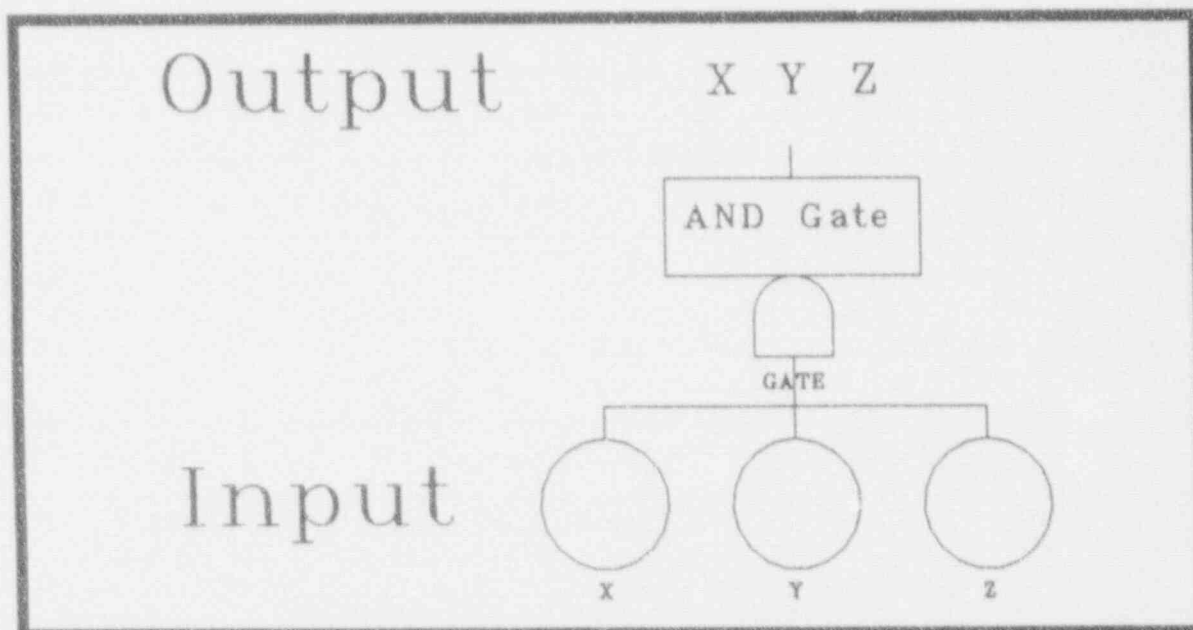 Output X Y Z
AND Gate
GATE
Input
X Y Z